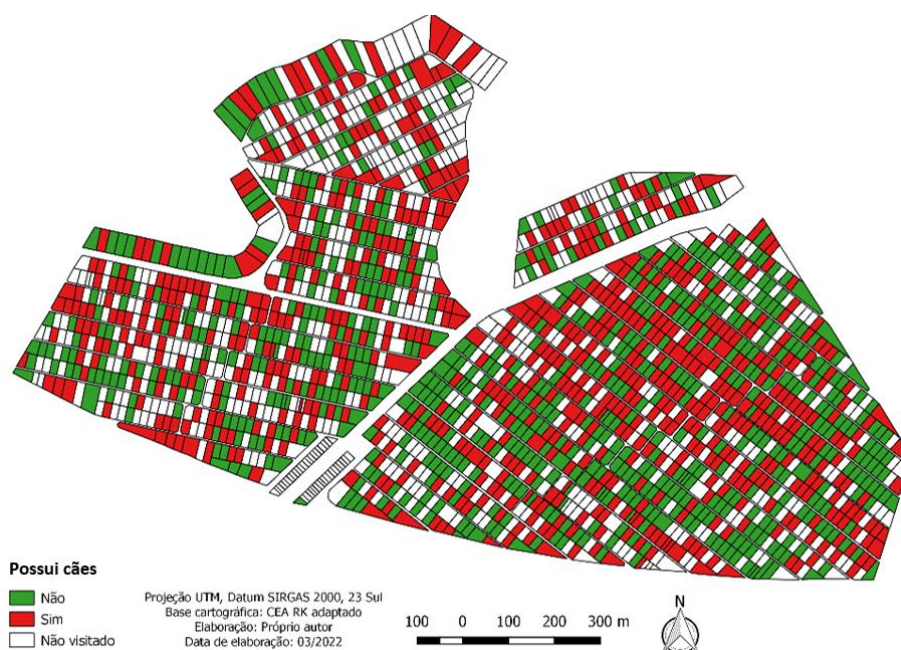 Possui cães
Não
Sim
Não visitado
Projeção UTM, Datum SIRGAS 2000, 23 Sul
Base cartográfica: CEA RK adaptado
Elaboração: Próprio autor
Data de elaboração: 03/2022
100 0 100 200 300 m
N